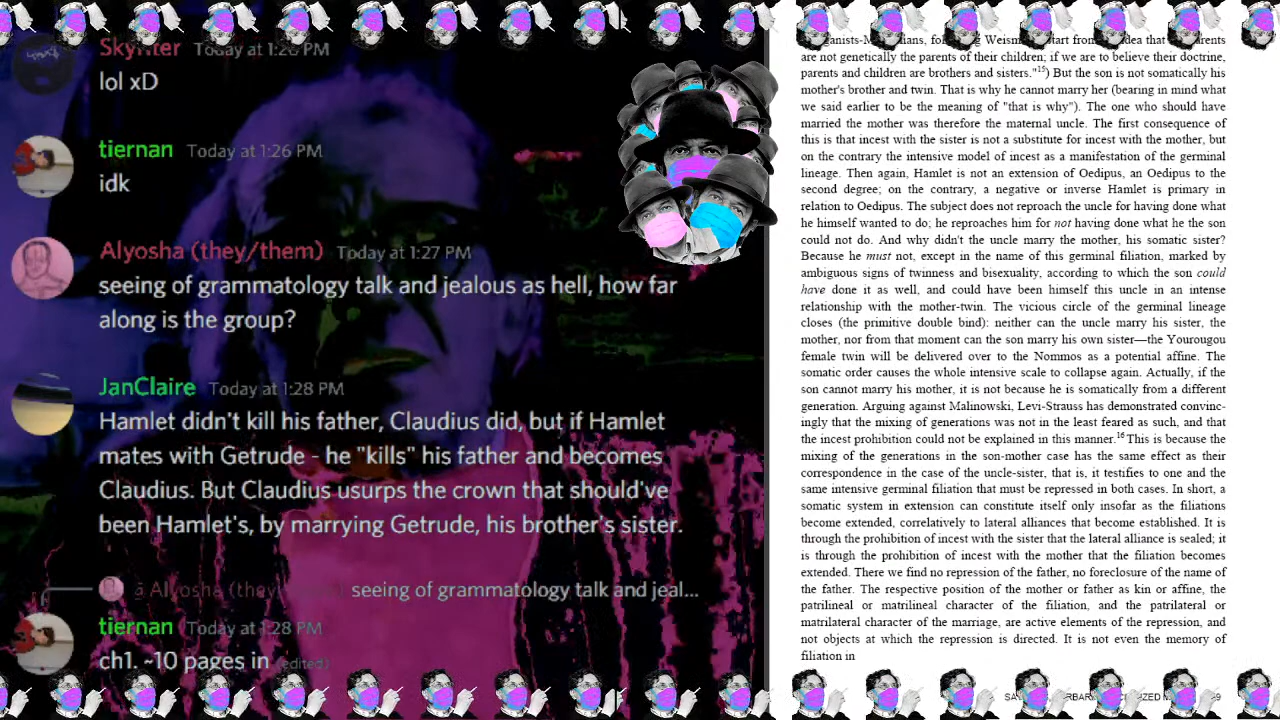 Skynter Today at 1:26 PM
lol xD
tiernan Today at 1:26 PM
idk
Alyosha (they/them) Today at 1:27 PM
seeing of grammatology talk and jealous as hell, how far
along is the group?
JanClaire Today at 1:28 PM
Hamlet didn't kill his father, Claudius did, but if Hamlet
mates with Getrude - he "kills" his father and becomes
Claudius. But Claudius usurps the crown that should've
been Hamlet's, by marrying Getrude, his brother's sister.
Alyosha (they seeing of grammatology talk and jeal...
tiernan Today at 1:28 PM
ch1. ~10 pages in (edited)
start from idea that
are not genetically the parents of their children; if we are to believe their doctrine,
parents and children are brothers and sisters."15) But the son is not somatically his
mother's brother and twin. That is why he cannot marry her (bearing in mind what
we said earlier to be the meaning of "that is why"). The one who should have
married the mother was therefore the maternal uncle. The first consequence of
this is that incest with the sister is not a substitute for incest with the mother, but
on the contrary the intensive model of incest as a manifestation of the germinal
lineage. Then again, Hamlet is not an extension of Oedipus, an Oedipus to the
second degree; on the contrary, a negative or inverse Hamlet is primary in
relation to Oedipus. The subject does not reproach the uncle for having done what
he himself wanted to do; he reproaches him for not having done what he the son
could not do. And why didn't the uncle marry the mother, his somatic sister?
Because he must not, except in the name of this germinal filiation, marked by
ambiguous signs of twinness and bisexuality, according to which the son could
have done it as well, and could have been himself this uncle in an intense
relationship with the mother-twin. The vicious circle of the germinal lineage
closes (the primitive double bind): neither can the uncle marry his sister, the
mother, nor from that moment can the son marry his own sister—the Yourougou
female twin will be delivered over to the Nommos as a potential affine. The
somatic order causes the whole intensive scale to collapse again. Actually, if the
son cannot marry his mother, it is not because he is somatically from a different
generation. Arguing against Malinowski, Levi-Strauss has demonstrated convinc-
ingly that the mixing of generations was not in the least feared as such, and that
the incest prohibition could not be explained in this manner.16 This is because the
mixing of the generations in the son-mother case has the same effect as their
correspondence in the case of the uncle-sister, that is, it testifies to one and the
same intensive germinal filiation that must be repressed in both cases. In short, a
somatic system in extension can constitute itself only insofar as the filiations
become extended, correlatively to lateral alliances that become established. It is
through the prohibition of incest with the sister that the lateral alliance is sealed; it
is through the prohibition of incest with the mother that the filiation becomes
extended. There we find no repression of the father, no foreclosure of the name of
the father. The respective position of the mother or father as kin or affine, the
patrilineal or matrilineal character of the filiation, and the patrilateral or
matrilateral character of the marriage, are active elements of the repression, and
not objects at which the repression is directed. It is not even the memory of
filiation in